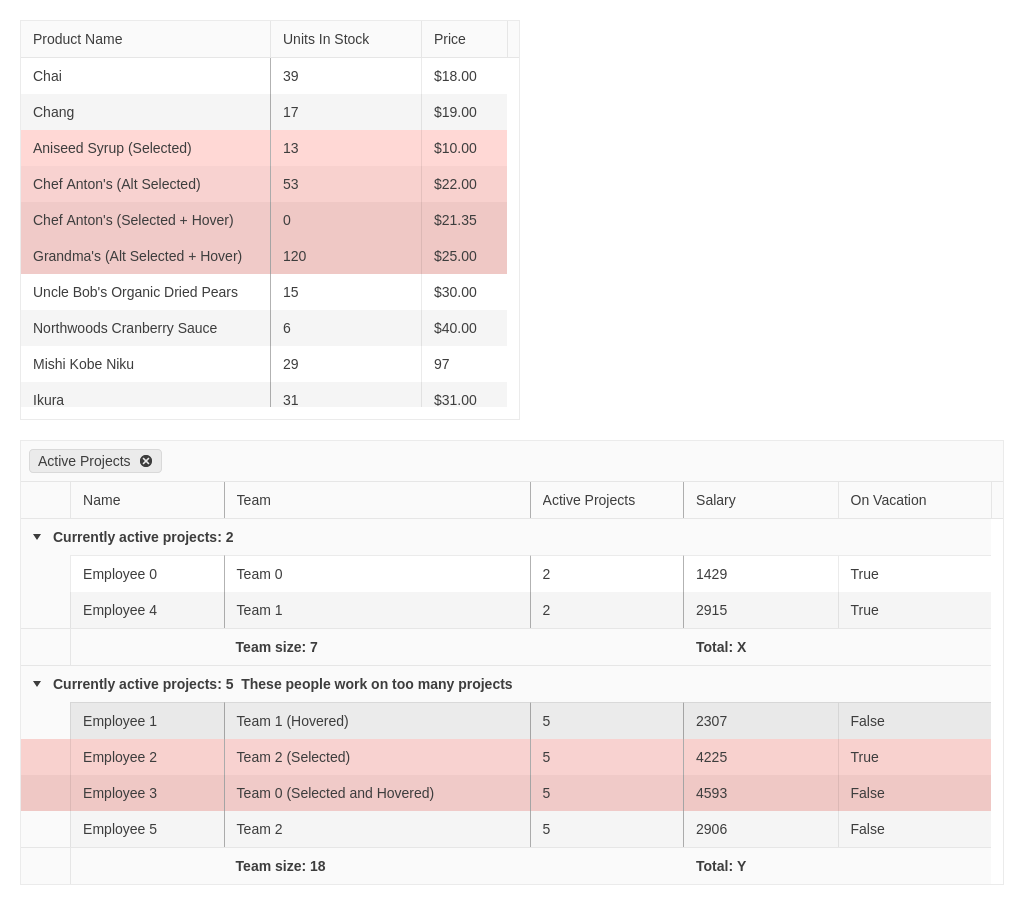 Product Name Units In Stock Price
Chai 39 $18.00
Chang 17 $19.00
Aniseed Syrup (Selected) 13 $10.00
Chef Anton's (Alt Selected) 53 $22.00
Chef Anton's (Selected + Hover) 0 $21.35
Grandma's (Alt Selected + Hover) 120 $25.00
Uncle Bob's Organic Dried Pears 15 $30.00
Northwoods Cranberry Sauce 6 $40.00
Mishi Kobe Niku 29 97
Ikura 31 $31.00
Active Projects
Name Team Active Projects Salary On Vacation
Currently active projects: 2
Employee 0 Team 0 2 1429 True
Employee 4 Team 1 2 2915 True
Team size: 7 Total: X
Currently active projects: 5 These people work on too many projects
Employee 1 Team 1 (Hovered) 5 2307 False
Employee 2 Team 2 (Selected) 5 4225 True
Employee 3 Team 0 (Selected and Hovered) 5 4593 False
Employee 5 Team 2 5 2906 False
Team size: 18 Total: Y